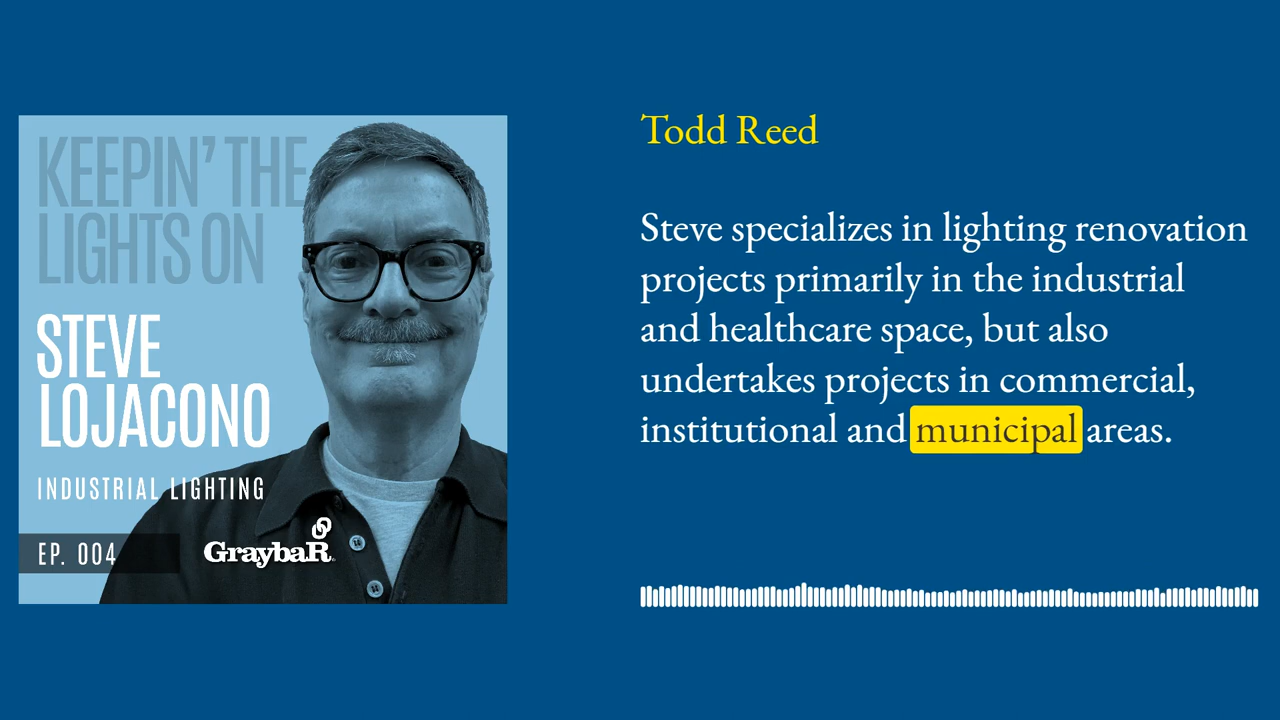 KEEPIN' THE
LIGHTS ON
STEVE
LOJACONO
INDUSTRIAL LIGHTING
EP. 004
GraybaR
Todd Reed
Steve specializes in lighting renovation
projects primarily in the industrial
and healthcare space, but also
undertakes projects in commercial,
institutional and municipal areas.